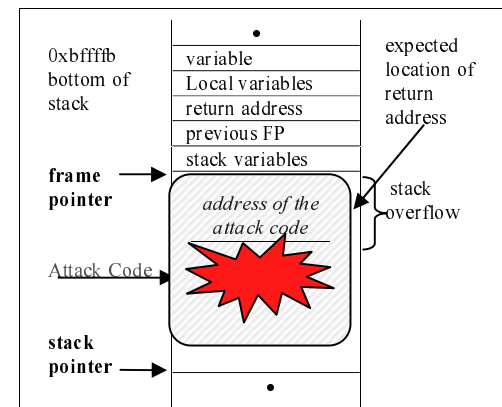 0xbffffb
bottom of
stack
frame
pointer
Attack Code
stack
pointer
variable
Local variables
return address
previous FP
stack variables
address of the
attack code
expected
location of
return
address
stack
overflow